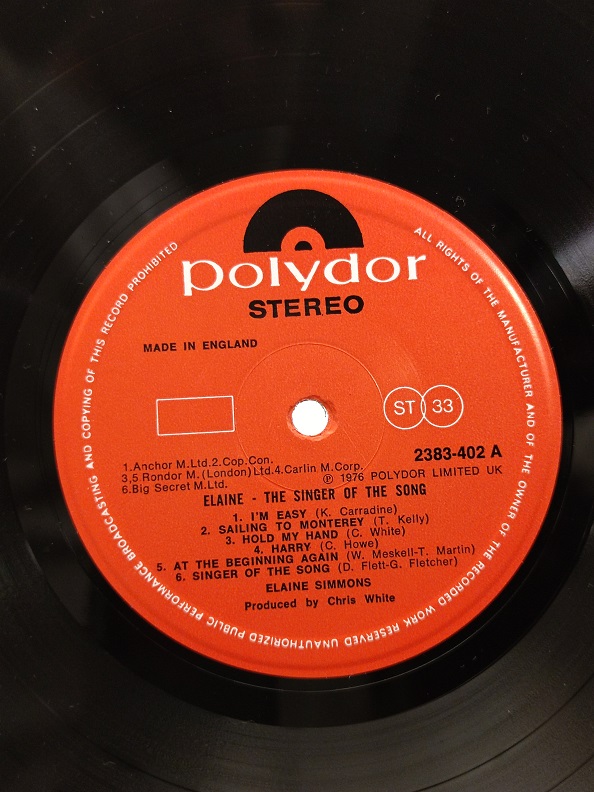 polydor
STEREO
MADE IN ENGLAND
ST 33
2383-402 A
1.Anchor M.Ltd.2.Cop.Con.
3,5 Rondor M. (London) Ltd.4.Carlin M.Corp.
6.Big Secret M.Ltd.
℗ 1976 POLYDOR LIMITED UK
ELAINE - THE SINGER OF THE SONG
1. I'M EASY (K. Carradine)
2. SAILING TO MONTEREY (T. Kelly)
3. HOLD MY HAND (C. White)
4. HARRY (C. Howe)
5. AT THE BEGINNING AGAIN (W. Meskell-T. Martin)
6. SINGER OF THE SONG (D. Flett-G. Fletcher)
ELAINE SIMMONS
Produced by Chris White
ALL RIGHTS OF THE MANUFACTURER AND OF THE OWNER OF THE RECORDED WORK RESERVED UNAUTHORIZED PUBLIC PERFORMANCE BROADCASTING AND COPYING OF THIS RECORD PROHIBITED